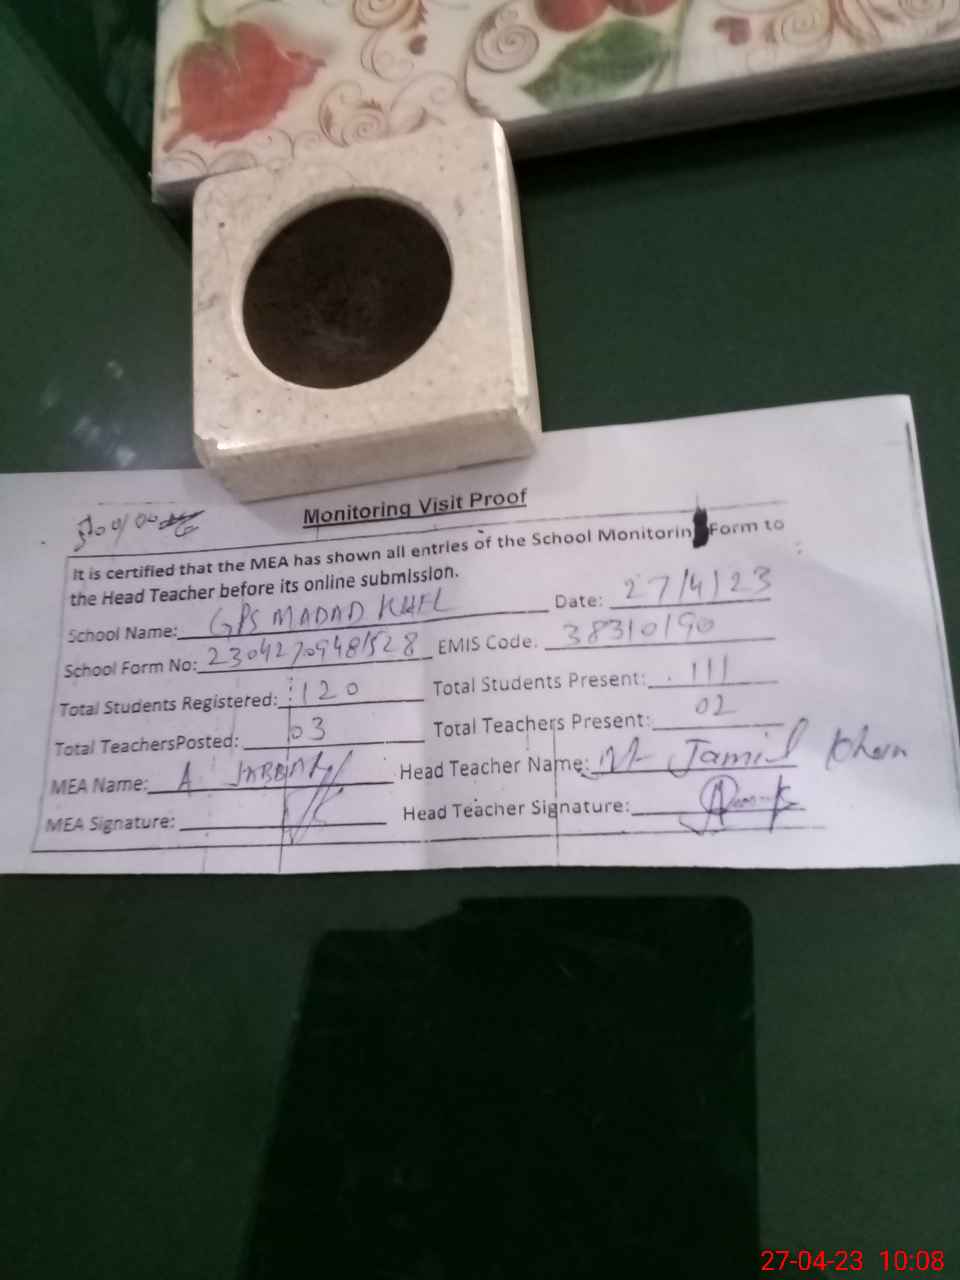 Monitoring Visit Proof
It is certified that the MEA has shown all entries of the School Monitorin Form to
the Head Teacher before its online submission.
School Name: GPS MADAD KHEL Date: 27/4/23
School Form No: 23042709481528 EMIS Code. 38310190
Total Students Registered: 120 Total Students Present: 111
Total TeachersPosted: 03 Total Teachers Present: 02
MEA Name: A JABBAR Head Teacher Name: Jamil Khan
MEA Signature: Head Teacher Signature:
27-04-23 10:08